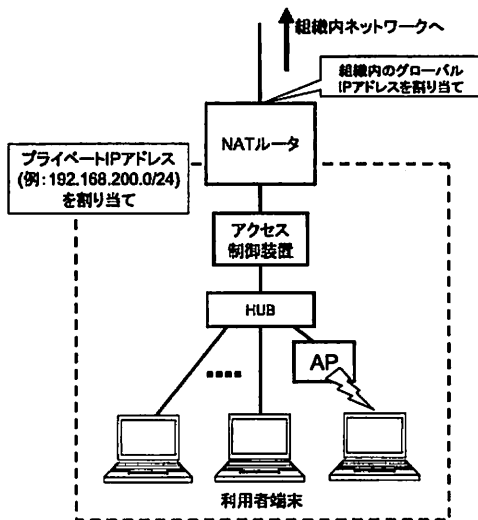 組織内ネットワークへ
組織内のグローバル
IPアドレスを割り当て
NATルータ
プライベートIPアドレス
(例:192.168.200.0/24)
を割り当て
アクセス
制御装置
HUB
AP
利用者端末